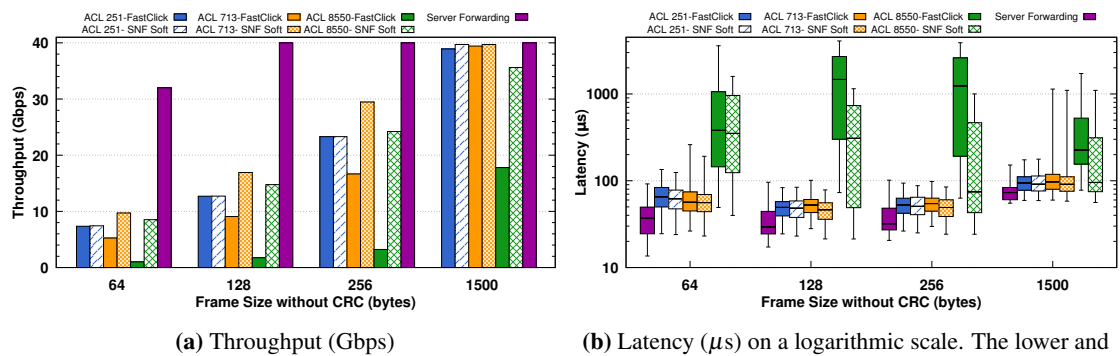 ACL 251-FastClick ACL 713-FastClick ACL 8550-FastClick Server Forwarding
ACL 251- SNF Soft ACL 713- SNF Soft ACL 8550- SNF Soft
Throughput (Gbps)
40
30
20
10
0
64 128 256 1500
Frame Size without CRC (bytes)
(a) Throughput (Gbps)
ACL 251-FastClick ACL 713-FastClick ACL 8550-FastClick Server Forwarding
ACL 251- SNF Soft ACL 713- SNF Soft ACL 8550- SNF Soft
Latency (µs)
1000
100
10
64 128 256 1500
Frame Size without CRC (bytes)
(b) Latency (µs) on a logarithmic scale. The lower and